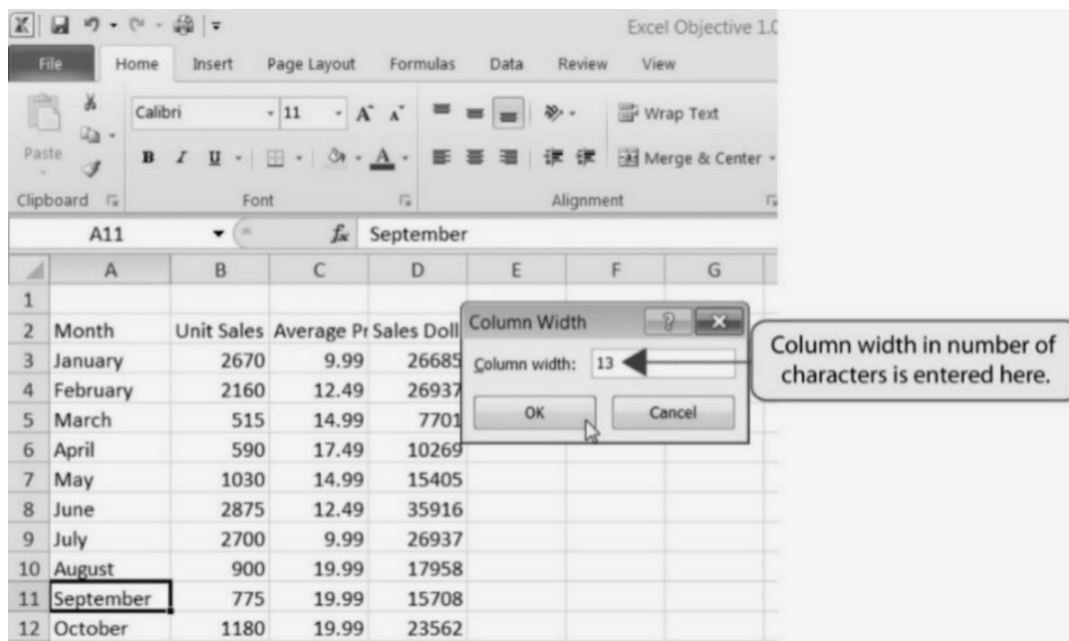 Excel Objective 1.0
File Home Insert Page Layout Formulas Data Review View
Calibri 11 A A Wrap Text
Paste B I U A Merge & Center
Clipboard Font Alignment
A11 fx September
A B C D E F G
1
2 Month Unit Sales Average Pr Sales Doll
3 January 2670 9.99 26685
4 February 2160 12.49 26937
5 March 515 14.99 7701
6 April 590 17.49 10269
7 May 1030 14.99 15405
8 June 2875 12.49 35916
9 July 2700 9.99 26937
10 August 900 19.99 17958
11 September 775 19.99 15708
12 October 1180 19.99 23562
Column Width
Column width: 13
OK Cancel
Column width in number of
characters is entered here.